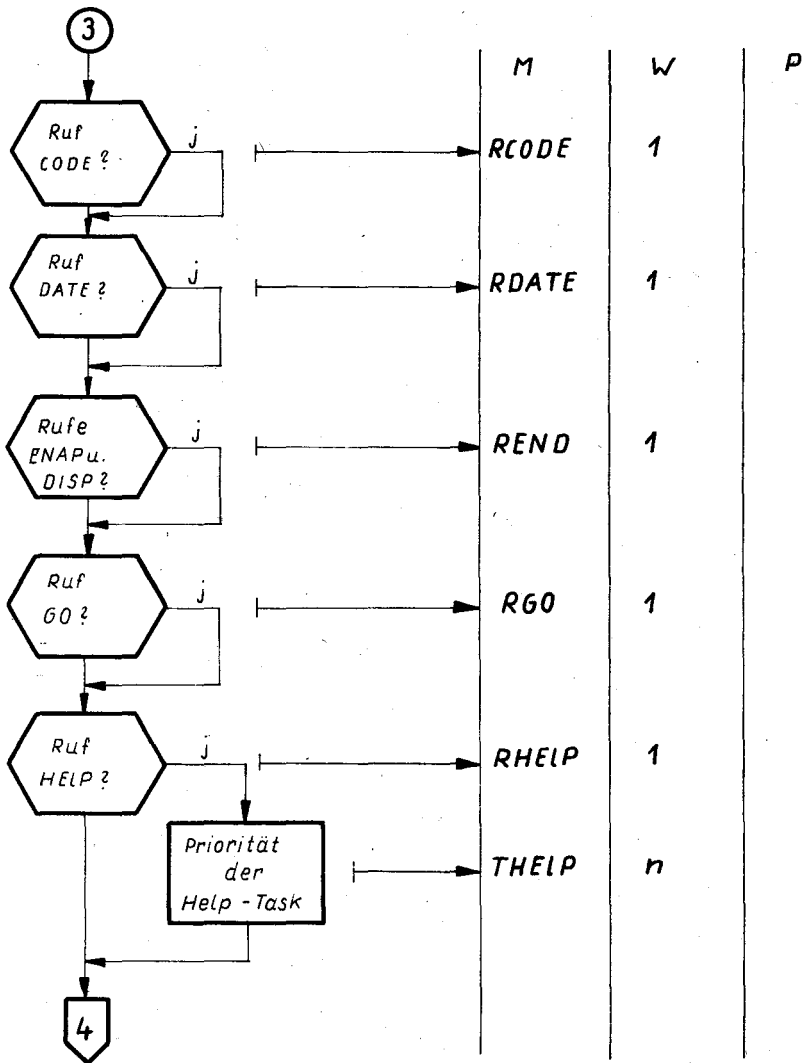 3
M W P
Ruf
CODE?
j
RCODE 1
Ruf
DATE?
j
RDATE 1
Rufe
ENAPu.
DISP?
j
REND 1
Ruf
GO?
j
RGO 1
Ruf
HELP?
j
RHELP 1
Priorität
der
Help-Task
THELP n
4